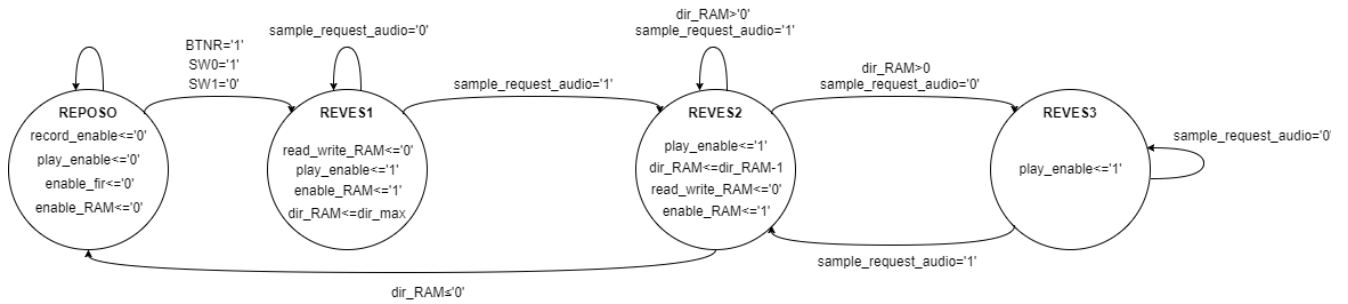 REPOSO
record_enable<='0'
play_enable<='0'
enable_fir<='0'
enable_RAM<='0'
BTNR='1'
SW0='1'
SW1='0'
sample_request_audio='0'
REVES1
read_write_RAM<='0'
play_enable<='1'
enable_RAM<='1'
dir_RAM<=dir_max
sample_request_audio='1'
dir_RAM>'0'
sample_request_audio='1'
REVES2
play_enable<='1'
dir_RAM<=dir_RAM-1
read_write_RAM<='0'
enable_RAM<='1'
dir_RAM>0
sample_request_audio='0'
REVES3
play_enable<='1'
sample_request_audio='0'
sample_request_audio='1'
dir_RAM≤'0'